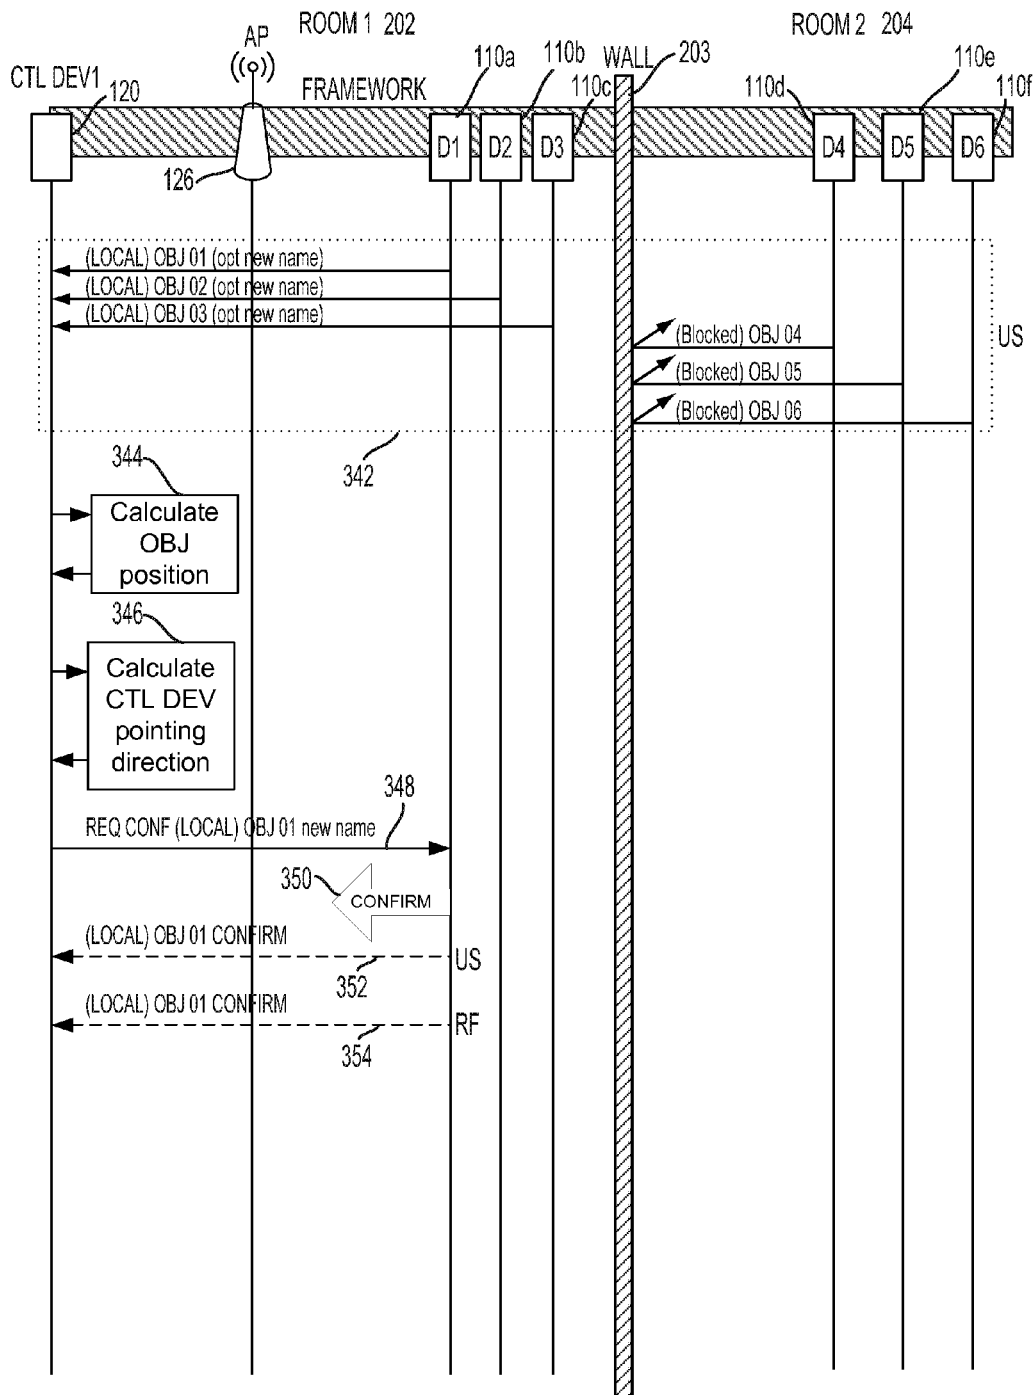 ROOM 1 202
ROOM 2 204
AP
CTL DEV1
120
FRAMEWORK
110a
110b
110c
WALL
203
110d
110e
110f
126
D1
D2
D3
D4
D5
D6
(LOCAL) OBJ 01 (opt new name)
(LOCAL) OBJ 02 (opt new name)
(LOCAL) OBJ 03 (opt new name)
(Blocked) OBJ 04
(Blocked) OBJ 05
(Blocked) OBJ 06
US
342
344
Calculate
OBJ
position
346
Calculate
CTL DEV
pointing
direction
348
REQ CONF (LOCAL) OBJ 01 new name
350
CONFIRM
(LOCAL) OBJ 01 CONFIRM
US
352
(LOCAL) OBJ 01 CONFIRM
RF
354